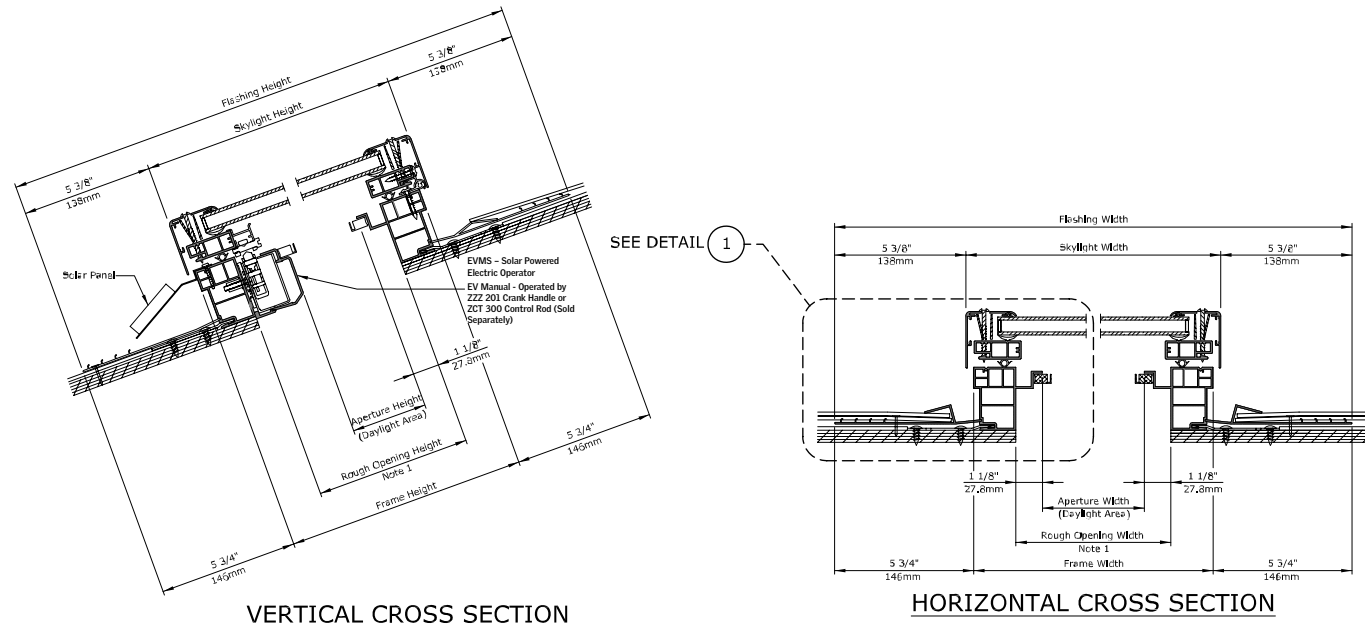 Flashing Height
5 3/8"
138mm
Skylight Height
5 3/8"
138mm
Solar Panel
EVMS – Solar Powered
Electric Operator
EV Manual - Operated by
ZZZ 201 Crank Handle or
ZCT 300 Control Rod (Sold
Separately)
1 1/8"
27.8mm
Aperture Height
(Daylight Area)
Rough Opening Height
Note 1
5 3/4"
146mm
Frame Height
5 3/4"
146mm
VERTICAL CROSS SECTION
SEE DETAIL 1
Flashing Width
5 3/8"
138mm
Skylight Width
5 3/8"
138mm
1 1/8"
27.8mm
1 1/8"
27.8mm
Aperture Width
(Daylight Area)
Rough Opening Width
Note 1
5 3/4"
146mm
Frame Width
5 3/4"
146mm
HORIZONTAL CROSS SECTION